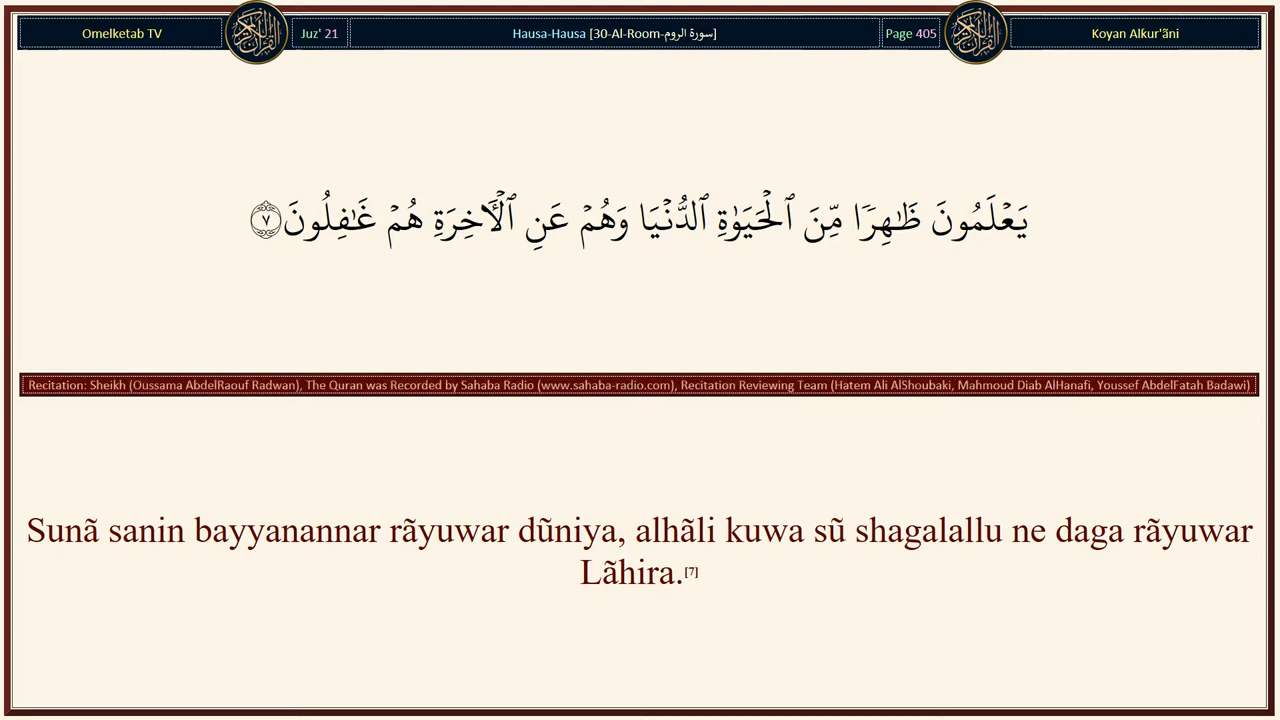 Omelketab TV
Juz' 21
Hausa-Hausa [30-Al-Room-سورة الروم]
Page 405
Koyan Alƙur'ãni
يَعۡلَمُونَ ظَٰهِرٗا مِّنَ ٱلۡحَيَوٰةِ ٱلدُّنۡيَا وَهُمۡ عَنِ ٱلۡأٓخِرَةِ هُمۡ غَٰفِلُونَ ٧
Recitation: Sheikh (Oussama AbdelRaouf Radwan), The Quran was Recorded by Sahaba Radio (www.sahaba-radio.com), Recitation Reviewing Team (Hatem Ali AlShoubaki, Mahmoud Diab AlHanafi, Youssef AbdelFatah Badawi)
Sunã sanin bayyanannar rãyuwar dũniya, alhãli kuwa sũ shagalallu ne daga rãyuwar
Lãhira.[7]